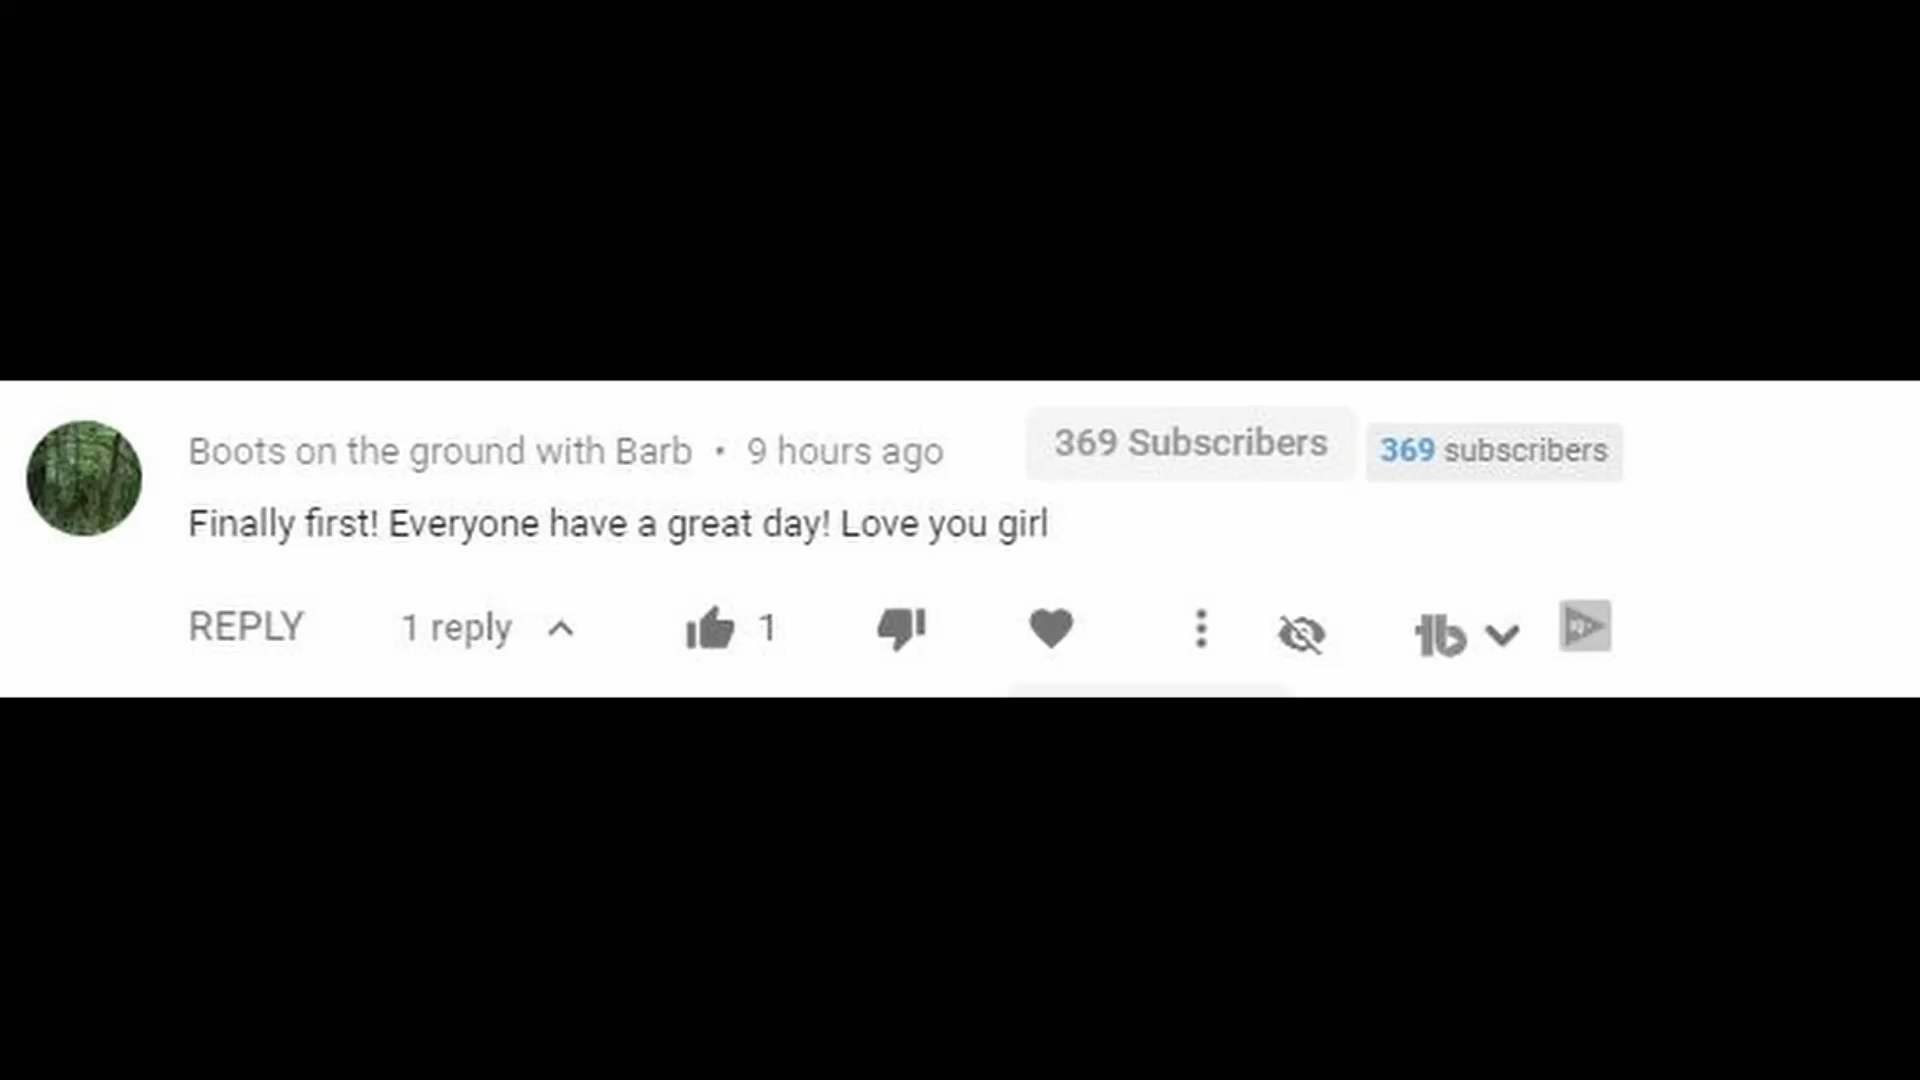 Boots on the ground with Barb • 9 hours ago 369 Subscribers 369 subscribers
Finally first! Everyone have a great day! Love you girl
REPLY 1 reply 1 tb